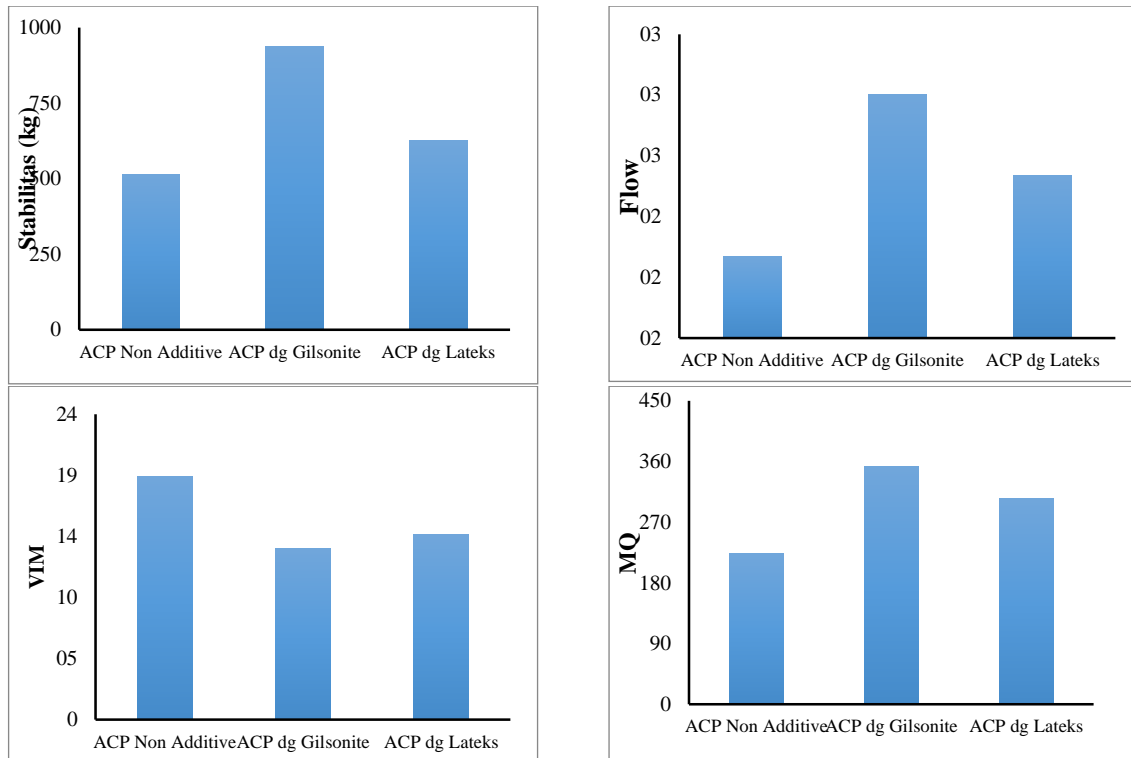 Stabilitas (kg)
1000
750
500
250
0
ACP Non Additive ACP dg Gilsonite ACP dg Lateks
Flow
03
03
03
02
02
02
ACP Non Additive ACP dg Gilsonite ACP dg Lateks
VIM
24
19
14
10
05
0
ACP Non Additive ACP dg Gilsonite ACP dg Lateks
MQ
450
360
270
180
90
0
ACP Non Additive ACP dg Gilsonite ACP dg Lateks